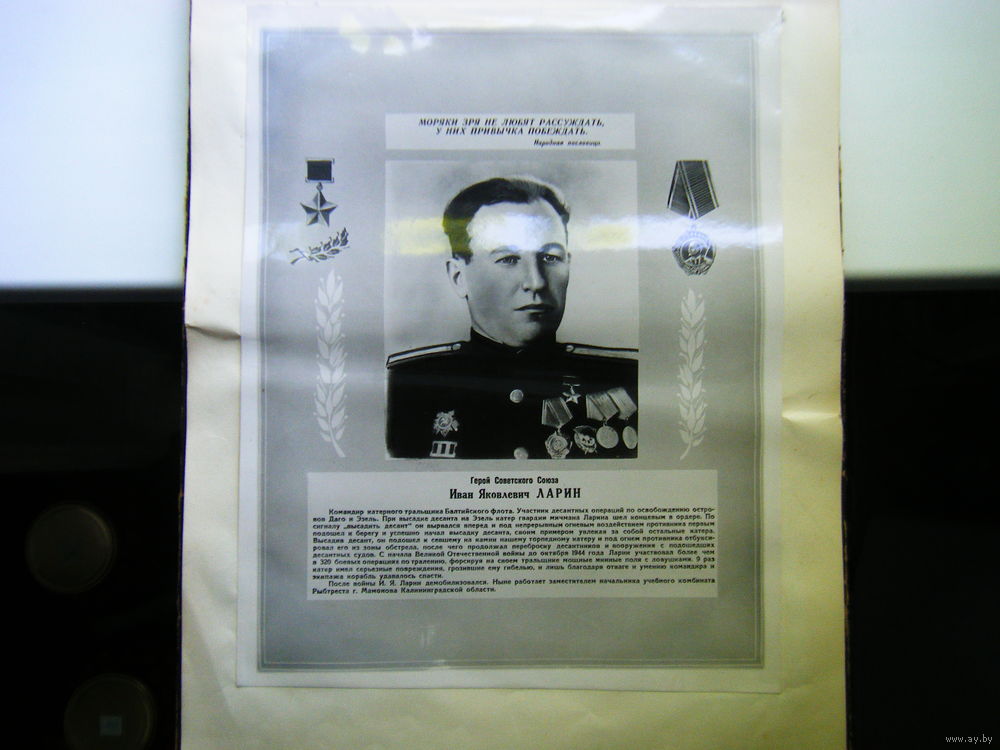 МОРЯКИ ЗРЯ НЕ ЛЮБЯТ РАССУЖДАТЬ,
У НИХ ПРИВЫЧКА ПОБЕЖДАТЬ.
Народная пословица.
Герой Советского Союза
Иван Яковлевич ЛАРИН
Командир катерного тральщика Балтийского флота. Участник десантных операций по освобождению остро-
вов Даго и Эзель. При высадке десанта на Эзель катер гвардии мичмана Ларина шел концевым в ордере. По
сигналу „высадить десант" он вырвался вперед и под непрерывным огневым воздействием противника первым
подошел к берегу и успешно начал высадку десанта, своим примером увлекая за собой остальные катера.
Высадив десант, он подошел к севшему на камни нашему торпедному катеру и под огнем противника отбукси-
ровал его из зоны обстрела, после чего продолжал переброску десантников и вооружения с подошедших
десантных судов. С начала Великой Отечественной войны до октября 1944 года Ларин участвовал более чем
в 320 боевых операциях по тралению, форсируя на своем тральщике мощные минные поля с ловушками. 9 раз
катер имел серьезные повреждения, грозившие ему гибелью, и лишь благодаря отваге и умению командира и
экипажа корабль удавалось спасти.
После войны И. Я. Ларин демобилизовался. Ныне работает заместителем начальника учебного комбината
Рыбтреста г. Мамонова Калининградской области.
www.ay.by